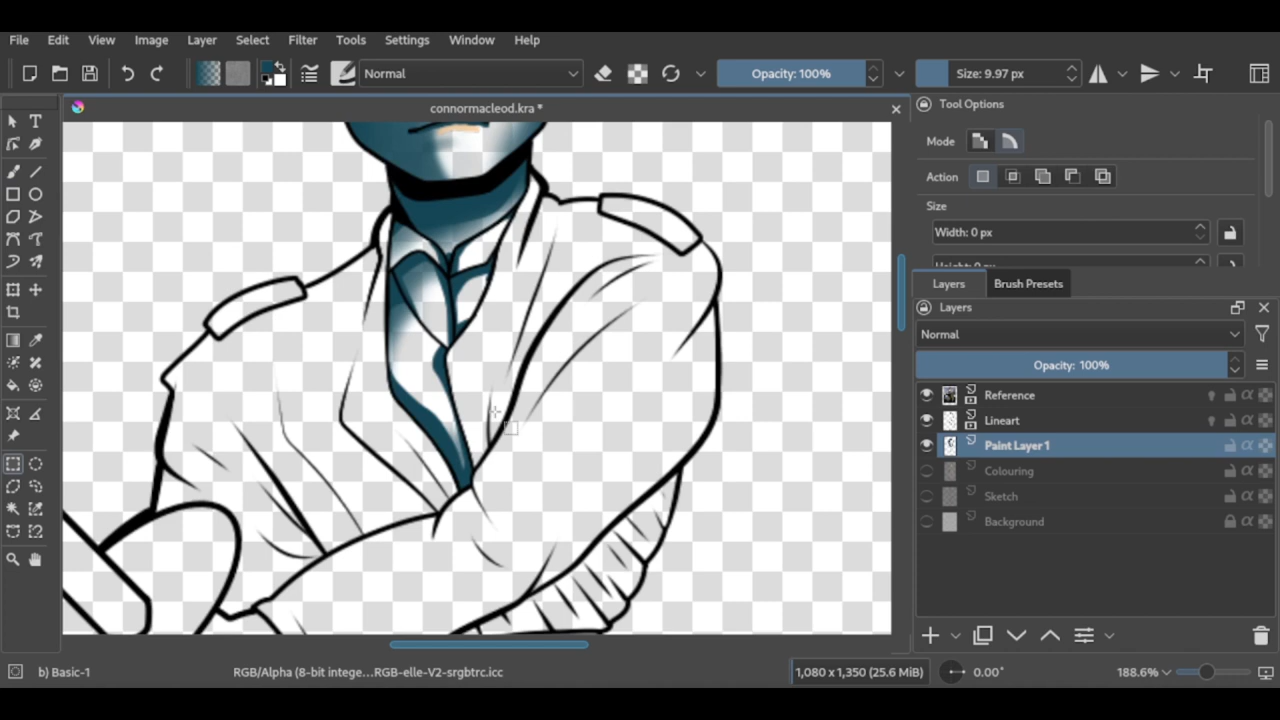 File Edit View Image Layer Select Filter Tools Settings Window Help
Normal Opacity: 100% Size: 9.97 px
connormacleod.kra *
Tool Options
Mode
Action
Size
Width: 0 px
Layers Brush Presets
Layers
Normal
Opacity: 100%
Reference
Lineart
Paint Layer 1
Colouring
Sketch
Background
b) Basic-1 RGB/Alpha (8-bit intege...RGB-elle-V2-srgbtrc.icc 1,080 x 1,350 (25.6 MiB) 0.00° 188.6%